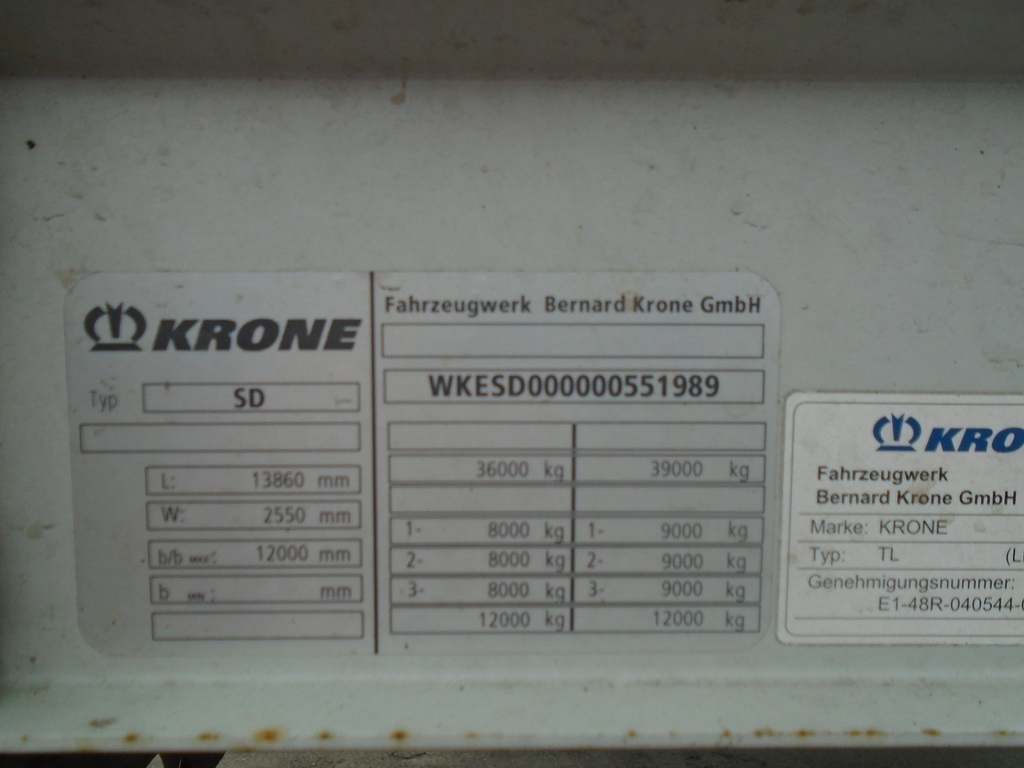 KRONE
Typ SD
L: 13860 mm
W: 2550 mm
b/b MAX: 12000 mm
b MIN: mm
Fahrzeugwerk Bernard Krone GmbH
WKESD000000551989
36000 kg 39000 kg
1- 8000 kg 1- 9000 kg
2- 8000 kg 2- 9000 kg
3- 8000 kg 3- 9000 kg
12000 kg 12000 kg
KRO
Fahrzeugwerk
Bernard Krone GmbH
Marke: KRONE
Typ: TL
Genehmigungsnummer:
E1-48R-040544-